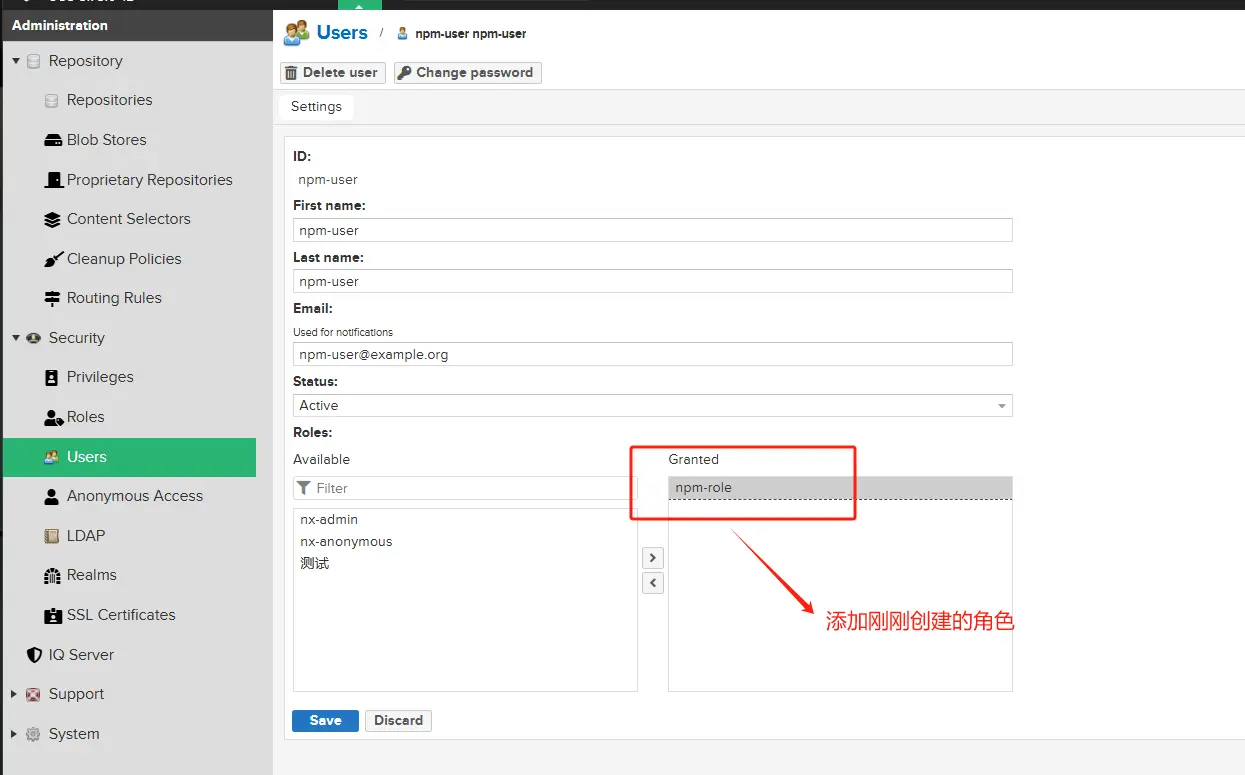 Administration
Repository
Repositories
Blob Stores
Proprietary Repositories
Content Selectors
Cleanup Policies
Routing Rules
Security
Privileges
Roles
Users
Anonymous Access
LDAP
Realms
SSL Certificates
IQ Server
Support
System
Users / npm-user npm-user
Delete user Change password
Settings
ID:
npm-user
First name:
npm-user
Last name:
npm-user
Email:
Used for notifications
npm-user@example.org
Status:
Active
Roles:
Available
Filter
nx-admin
nx-anonymous
测试
>
<
Granted
npm-role
添加刚刚创建的角色
Save Discard